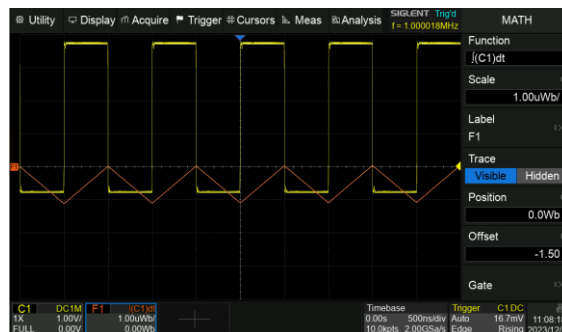 Utility Display Acquire Trigger Cursors Meas Analysis
SIGLENT Trig'd
f = 1.000018MHz
MATH
Function
∫(C1)dt
Scale
1.00uWb/
Label
F1
Trace
Visible Hidden
Position
0.0Wb
Offset
-1.50
Gate
F1
C1 DC1M
1X 1.00V/
FULL 0.00V
F1 ∫(C1)dt
1.00uWb/
0.00Wb
Timebase
0.00s 500ns/div
10.0kpts 2.00GSa/s
Trigger C1 DC
Auto 16.7mV
Edge Rising
11:08:18